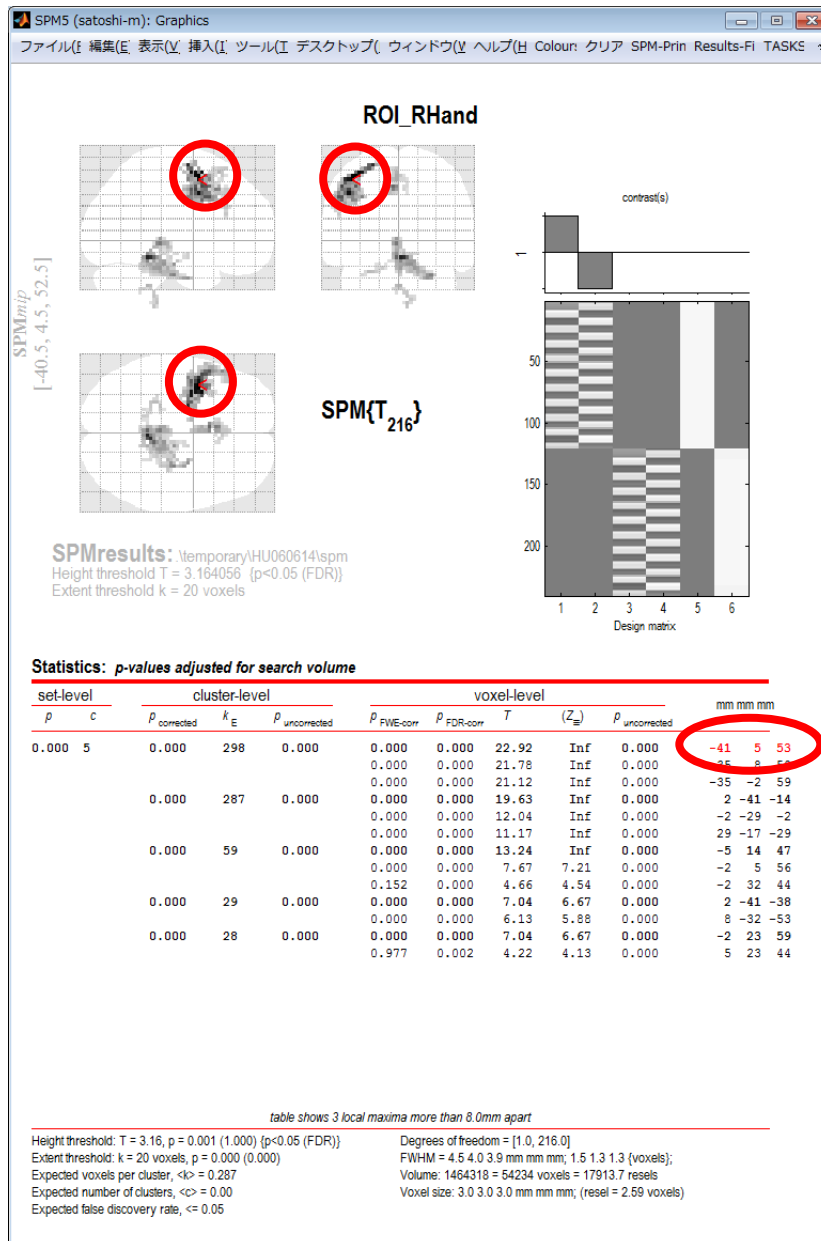 SPM5 (satoshi-m): Graphics
ファイル(F 編集(E 表示(V 挿入(I ツール(T デスクトップ( ウィンドウ(V ヘルプ(H Colour: クリア SPM-Prin Results-Fi TASKS
ROI_RHand
contrast(s)
1
SPMmip
[-40.5, 4.5, 52.5]
SPM{T216}
50
100
150
200
1 2 3 4 5 6
Design matrix
SPMresults: .\temporary\HU060614\spm
Height threshold T = 3.164056 {p<0.05 (FDR)}
Extent threshold k = 20 voxels
Statistics: p-values adjusted for search volume
set-level cluster-level voxel-level mm mm mm
p c p corrected k E p uncorrected p FWE-corr p FDR-corr T (Z≡) p uncorrected
0.000 5 0.000 298 0.000 0.000 0.000 22.92 Inf 0.000 -41 5 53
0.000 0.000 21.78 Inf 0.000 -35 8
0.000 0.000 21.12 Inf 0.000 -35 -2 59
0.000 287 0.000 0.000 0.000 19.63 Inf 0.000 2 -41 -14
0.000 0.000 12.04 Inf 0.000 -2 -29 -2
0.000 0.000 11.17 Inf 0.000 29 -17 -29
0.000 59 0.000 0.000 0.000 13.24 Inf 0.000 -5 14 47
0.000 0.000 7.67 7.21 0.000 -2 5 56
0.152 0.000 4.66 4.54 0.000 -2 32 44
0.000 29 0.000 0.000 0.000 7.04 6.67 0.000 2 -41 -38
0.000 0.000 6.13 5.88 0.000 8 -32 -53
0.000 28 0.000 0.000 0.000 7.04 6.67 0.000 -2 23 59
0.977 0.002 4.22 4.13 0.000 5 23 44
table shows 3 local maxima more than 8.0mm apart
Height threshold: T = 3.16, p = 0.001 (1.000) {p<0.05 (FDR)}
Extent threshold: k = 20 voxels, p = 0.000 (0.000)
Expected voxels per cluster, <k> = 0.287
Expected number of clusters, <c> = 0.00
Expected false discovery rate, <= 0.05
Degrees of freedom = [1.0, 216.0]
FWHM = 4.5 4.0 3.9 mm mm mm; 1.5 1.3 1.3 {voxels};
Volume: 1464318 = 54234 voxels = 17913.7 resels
Voxel size: 3.0 3.0 3.0 mm mm mm; (resel = 2.59 voxels)